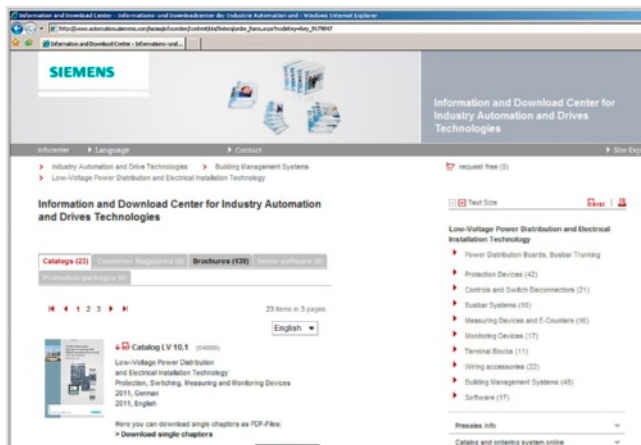 Information and Download Center - Informations- und Downloadcenter der Industrie Automation und - Windows Internet Explorer
Information and Download Center - Informations- und...
SIEMENS
Information and Download Center for
Industry Automation and Drives
Technologies
Infocenter
Language
Contact
Site Exp
Industry Automation and Drive Technologies
Building Management Systems
Low-Voltage Power Distribution and Electrical Installation Technology
request free (0)
Information and Download Center for Industry Automation
and Drives Technologies
Text Size
Print
Catalogs (23)
Customer Magazines (0)
Brochures (139)
Demo software (0)
Promotion packages (0)
1 2 3
23 items in 3 pages
English
Catalog LV 10.1
Low-Voltage Power Distribution
and Electrical Installation Technology
Protection, Switching, Measuring and Monitoring Devices
2011, German
2011, English
Here you can download single chapters as PDF-Files:
> Download single chapters
Low-Voltage Power Distribution and Electrical
Installation Technology
Power Distribution Boards, Busbar Trunking
Protection Devices (42)
Controls and Switch Disconnectors (21)
Busbar Systems (10)
Measuring Devices and E-Counters (16)
Monitoring Devices (17)
Terminal Blocks (11)
Wiring accessories (22)
Building Management Systems (48)
Software (17)
Presales info
Catalog and ordering system online